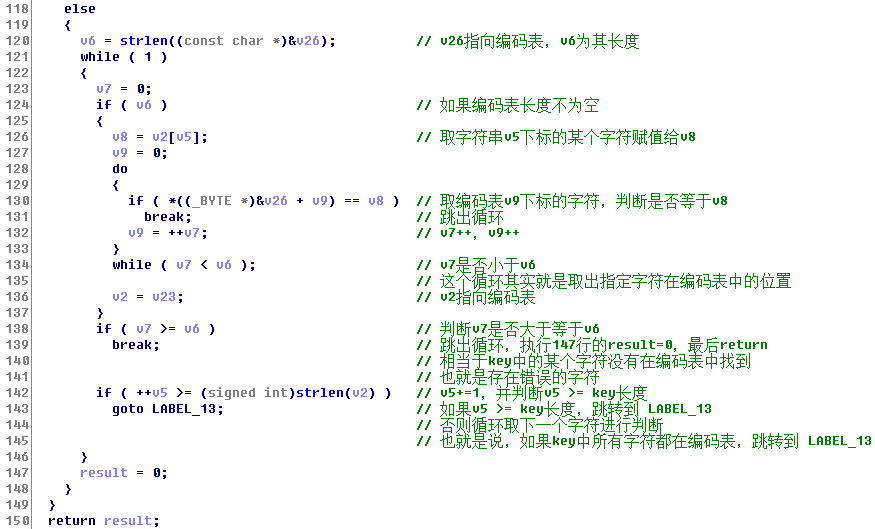 118     else
119     {
120       v6 = strlen((const char *)&v26);          // v26指向编码表，v6为其长度
121       while ( 1 )
122       {
123         v7 = 0;
124         if ( v6 )                               // 如果编码表长度不为空
125         {
126           v8 = v2[v5];                          // 取字符串v5下标的某个字符赋值给v8
127           v9 = 0;
128           do
129           {
130             if ( *((_BYTE *)&v26 + v9) == v8 )  // 取编码表v9下标的字符，判断是否等于v8
131               break;                            // 跳出循环
132             v9 = ++v7;                          // v7++，v9++
133           }
134           while ( v7 < v6 );                    // v7是否小于v6
135                                                 // 这个循环其实就是取出指定字符在编码表中的位置
136           v2 = v23;                             // v2指向编码表
137         }
138         if ( v7 >= v6 )                         // 判断v7是否大于等于v6
139           break;                                // 跳出循环，执行147行的result=0，最后return
140                                                 // 相当于key中的某个字符没有在编码表中找到
141                                                 // 也就是存在错误的字符
142         if ( ++v5 >= (signed int)strlen(v2) )   // v5+=1，并判断v5 >= key长度
143           goto LABEL_13;                        // 如果v5 >= key长度，跳转到 LABEL_13
144                                                 // 否则循环取下一个字符进行判断
145                                                 // 也就是说，如果key中所有字符都在编码表，跳转到 LABEL_13
146       }
147       result = 0;
148     }
149   }
150   return result;